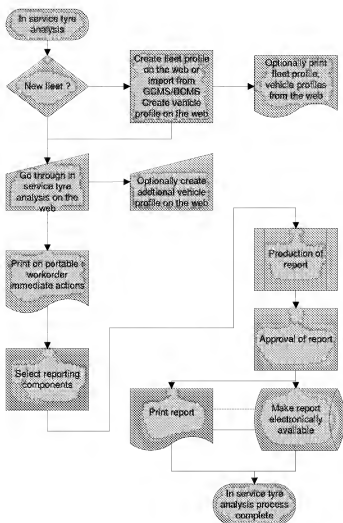 In service tyre
analysis
New fleet ?
Create fleet profile
on the web or
import from
GCMS/BCMS
Create vehicle
profile on the web
Optionally print
fleet profile,
vehicle profiles
from the web
Go through in
service tyre
analysis on the
web
Optionally create
additional vehicle
profile on the web
Print on portable :
workorder
immediate actions
Select reporting
components
Production of
report
Approval of report
Print report
Make report
electronically
available
In service tyre
analysis process
complete